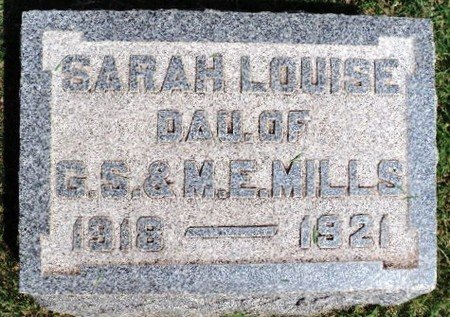 SARAH LOUISE
DAU. OF
G. S. & M. E. MILLS
1918 — 1921